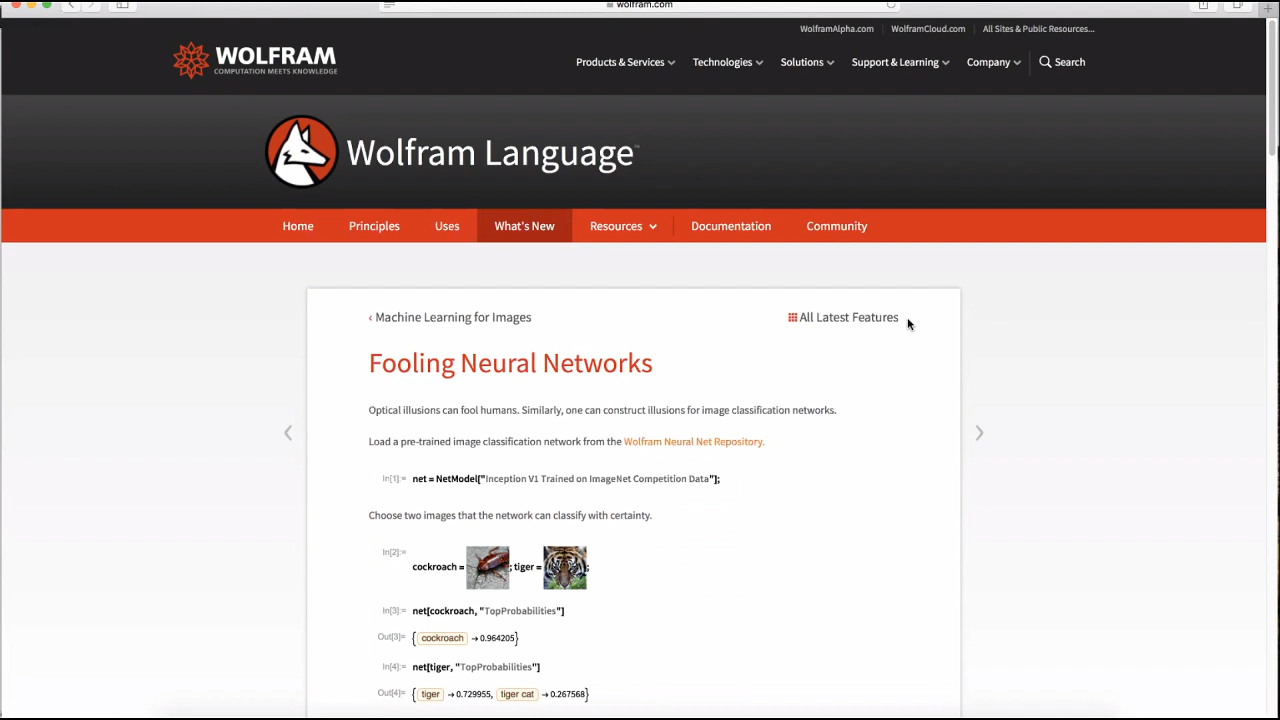 wolfram.com
WolframAlpha.com WolframCloud.com All Sites & Public Resources...
WOLFRAM
COMPUTATION MEETS KNOWLEDGE
Products & Services Technologies Solutions Support & Learning Company Search
Wolfram Language™
Home Principles Uses What's New Resources Documentation Community
‹ Machine Learning for Images All Latest Features
Fooling Neural Networks
Optical illusions can fool humans. Similarly, one can construct illusions for image classification networks.
Load a pre-trained image classification network from the Wolfram Neural Net Repository.
In[1]:= net = NetModel["Inception V1 Trained on ImageNet Competition Data"];
Choose two images that the network can classify with certainty.
In[2]:= cockroach = ; tiger = ;
In[3]:= net[cockroach, "TopProbabilities"]
Out[3]= {cockroach → 0.964205}
In[4]:= net[tiger, "TopProbabilities"]
Out[4]= {tiger → 0.729955, tiger cat → 0.267568}